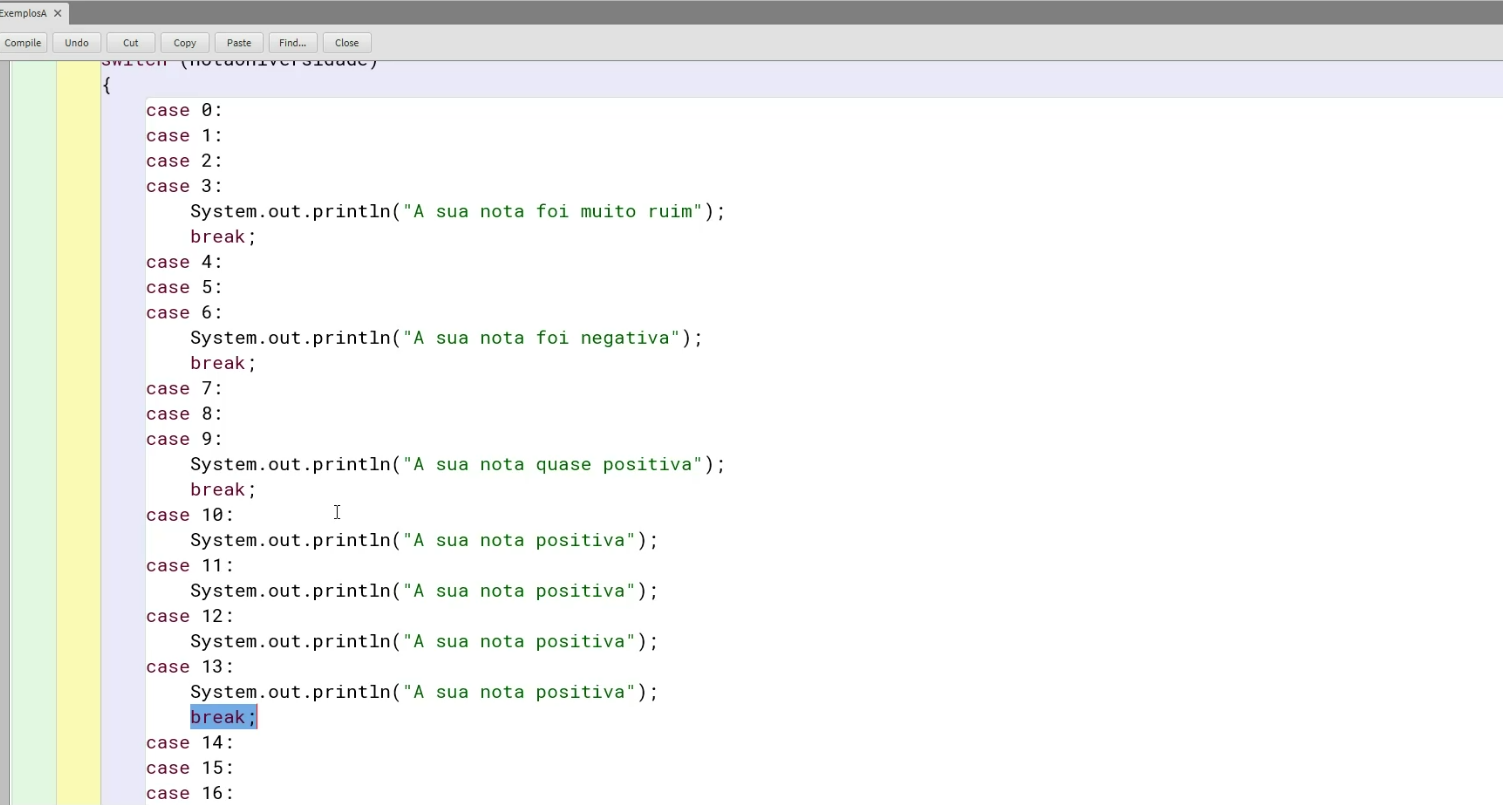 ExemplosA ✕
Compile Undo Cut Copy Paste Find... Close
switch (notaUniversidade)
{
case 0:
case 1:
case 2:
case 3:
System.out.println("A sua nota foi muito ruim");
break;
case 4:
case 5:
case 6:
System.out.println("A sua nota foi negativa");
break;
case 7:
case 8:
case 9:
System.out.println("A sua nota quase positiva");
break;
case 10:
System.out.println("A sua nota positiva");
case 11:
System.out.println("A sua nota positiva");
case 12:
System.out.println("A sua nota positiva");
case 13:
System.out.println("A sua nota positiva");
break;
case 14:
case 15:
case 16: